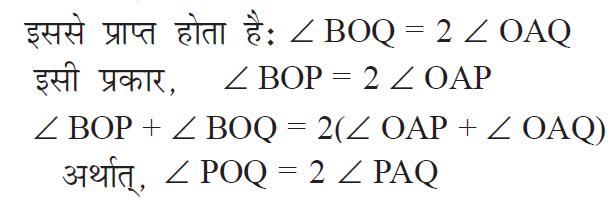 इससे प्राप्त होता है: ∠ BOQ = 2 ∠ OAQ
इसी प्रकार, ∠ BOP = 2 ∠ OAP
∠ BOP + ∠ BOQ = 2(∠ OAP + ∠ OAQ)
अर्थात्, ∠ POQ = 2 ∠ PAQ